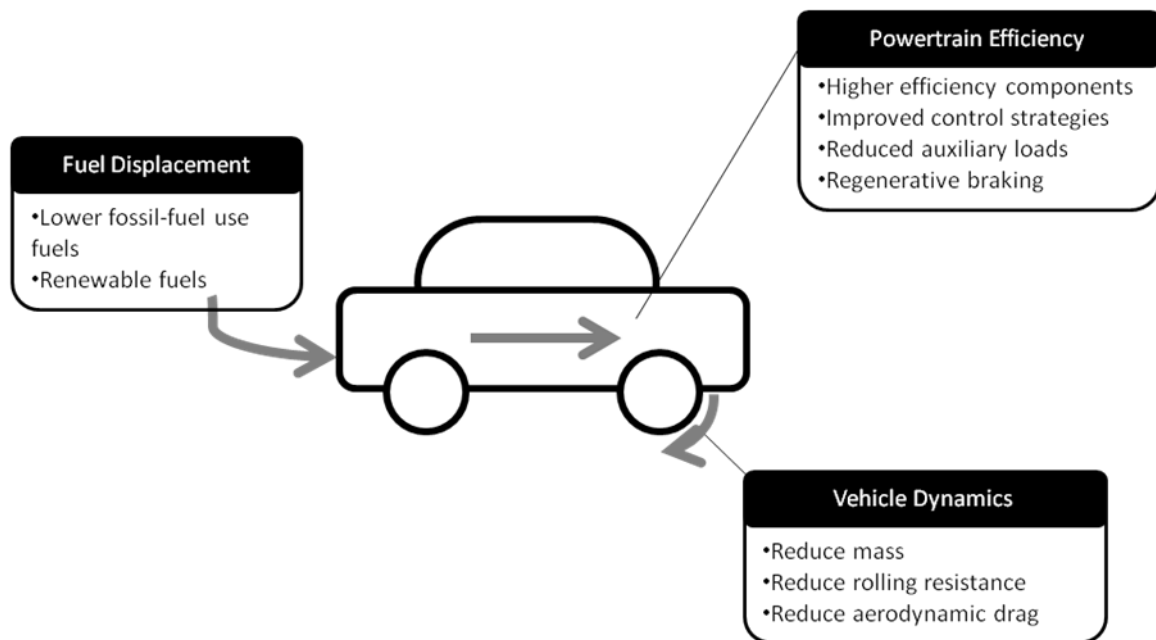 Powertrain Efficiency
•Higher efficiency components
•Improved control strategies
•Reduced auxiliary loads
•Regenerative braking
Fuel Displacement
•Lower fossil-fuel use
fuels
•Renewable fuels
Vehicle Dynamics
•Reduce mass
•Reduce rolling resistance
•Reduce aerodynamic drag